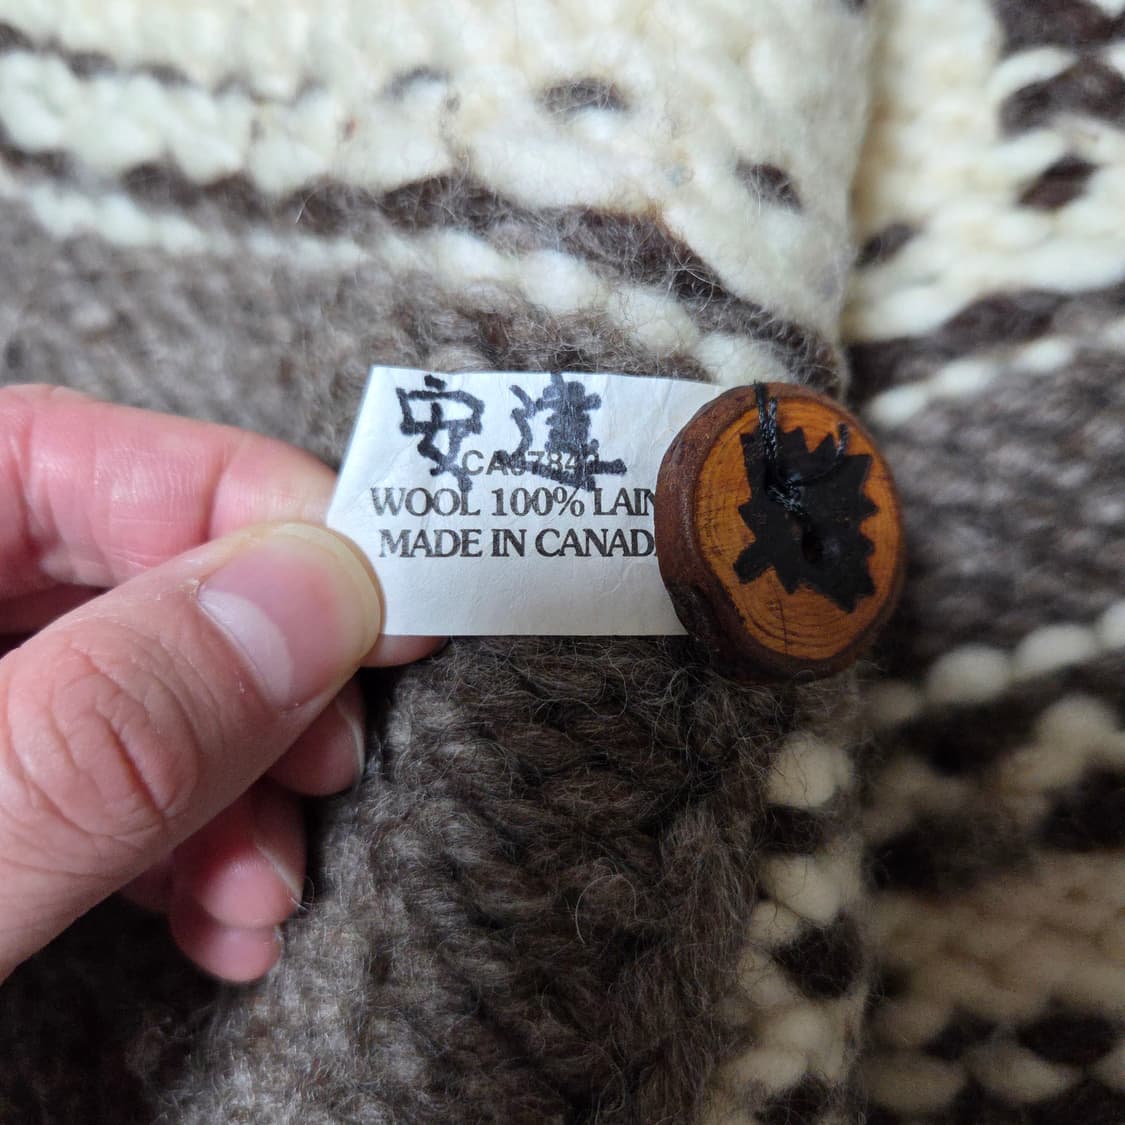 安達
WOOL 100% LAIN
MADE IN CANAD